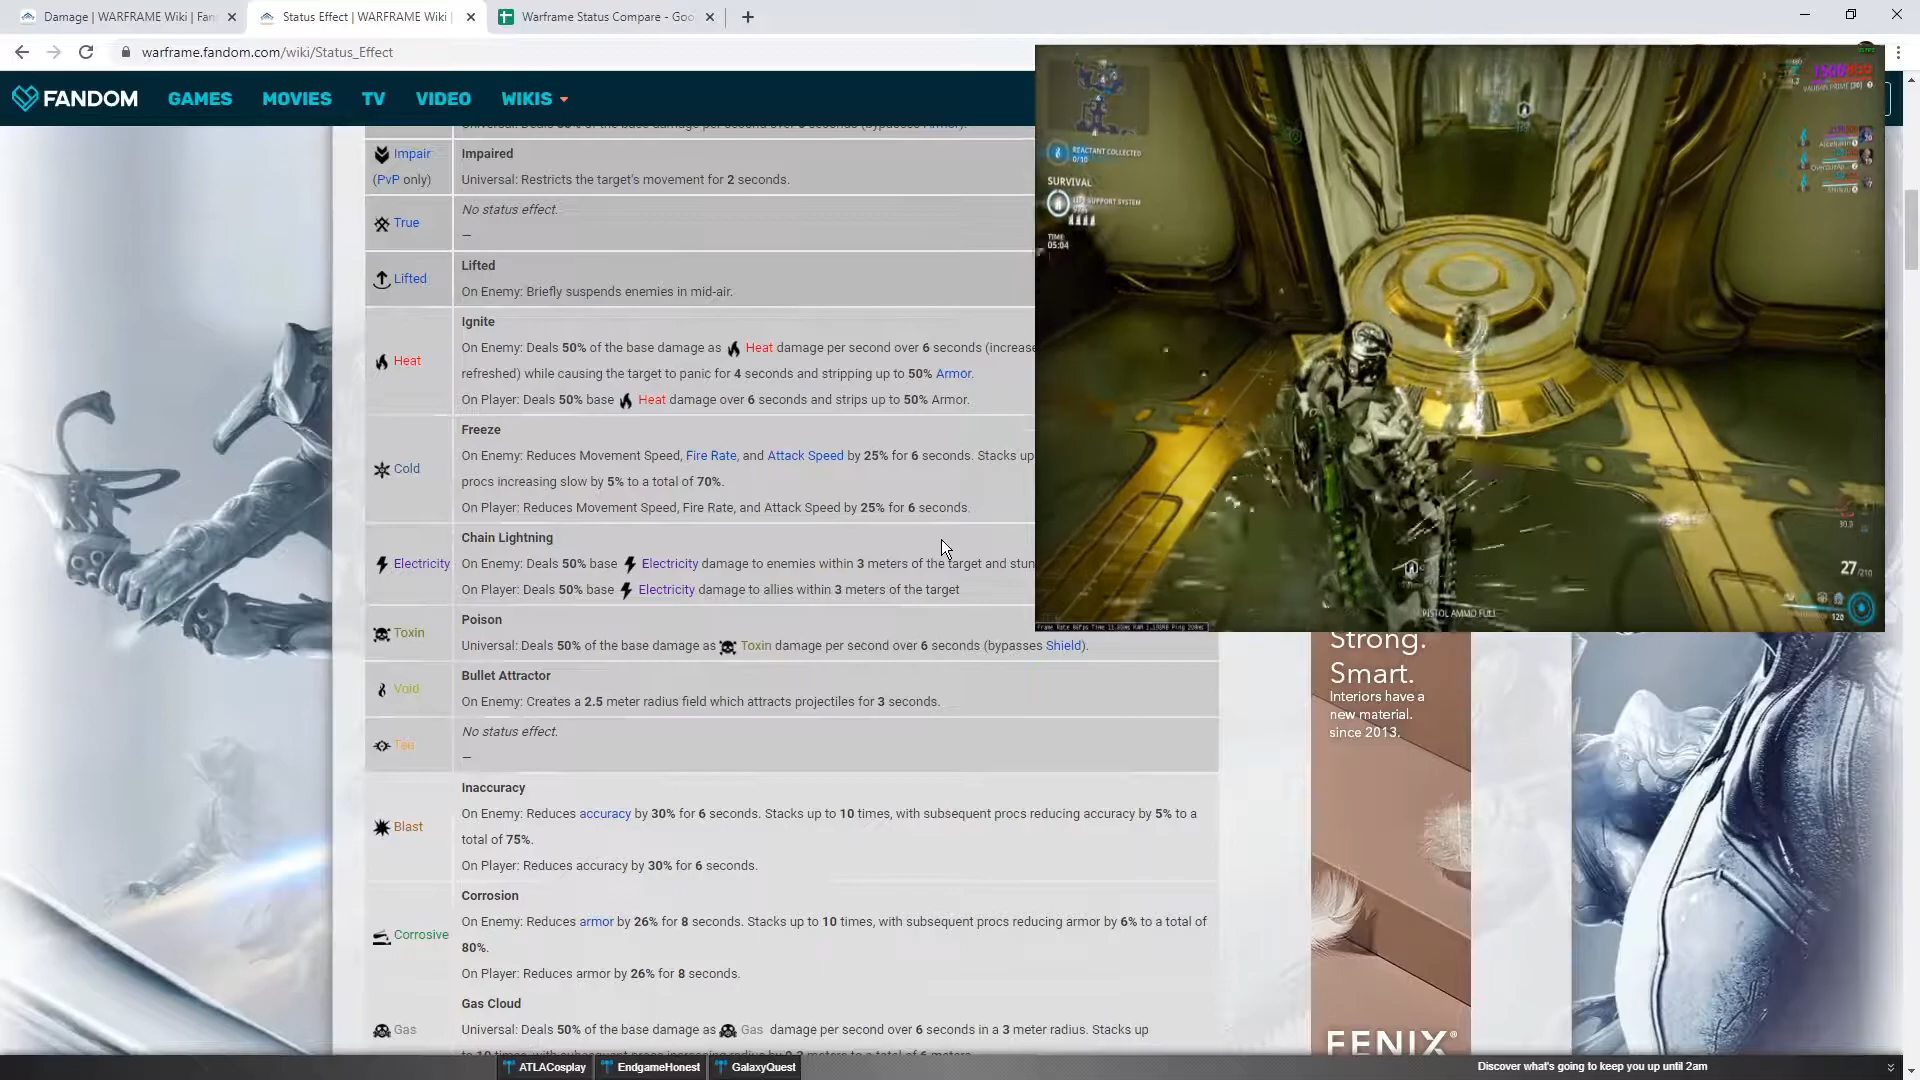 Damage | WARFRAME Wiki | Fan
Status Effect | WARFRAME Wiki |
Warframe Status Compare - Goo
warframe.fandom.com/wiki/Status_Effect
FANDOM
GAMES
MOVIES
TV
VIDEO
WIKIS
Impair
(PvP only)
Impaired
Universal: Restricts the target's movement for 2 seconds.
True
No status effect.
—
Lifted
Lifted
On Enemy: Briefly suspends enemies in mid-air.
Heat
Ignite
On Enemy: Deals 50% of the base damage as Heat damage per second over 6 seconds (increase
refreshed) while causing the target to panic for 4 seconds and stripping up to 50% Armor.
On Player: Deals 50% base Heat damage over 6 seconds and strips up to 50% Armor.
Cold
Freeze
On Enemy: Reduces Movement Speed, Fire Rate, and Attack Speed by 25% for 6 seconds. Stacks up
procs increasing slow by 5% to a total of 70%.
On Player: Reduces Movement Speed, Fire Rate, and Attack Speed by 25% for 6 seconds.
Electricity
Chain Lightning
On Enemy: Deals 50% base Electricity damage to enemies within 3 meters of the target and stun
On Player: Deals 50% base Electricity damage to allies within 3 meters of the target
Toxin
Poison
Universal: Deals 50% of the base damage as Toxin damage per second over 6 seconds (bypasses Shield).
Void
Bullet Attractor
On Enemy: Creates a 2.5 meter radius field which attracts projectiles for 3 seconds.
Tau
No status effect.
—
Blast
Inaccuracy
On Enemy: Reduces accuracy by 30% for 6 seconds. Stacks up to 10 times, with subsequent procs reducing accuracy by 5% to a
total of 75%.
On Player: Reduces accuracy by 30% for 6 seconds.
Corrosive
Corrosion
On Enemy: Reduces armor by 26% for 8 seconds. Stacks up to 10 times, with subsequent procs reducing armor by 6% to a total of
80%.
On Player: Reduces armor by 26% for 8 seconds.
Gas
Gas Cloud
Universal: Deals 50% of the base damage as Gas damage per second over 6 seconds in a 3 meter radius. Stacks up
REACTANT COLLECTED
0/10
SURVIVAL
LIFE SUPPORT SYSTEM
TIME
05:04
VAUBAN PRIME
27/210
120
PISTOL AMMO FULL
Strong.
Smart.
Interiors have a
new material.
since 2013.
FENIX®
ATLACosplay
EndgameHonest
GalaxyQuest
Discover what's going to keep you up until 2am